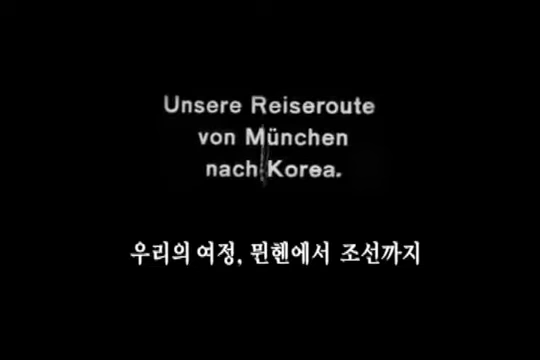 Unsere Reiseroute
von München
nach Korea.
우리의 여정, 뮌헨에서 조선까지